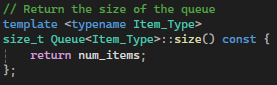 // Return the size of the queue
template <typename Item_Type>
size_t Queue<Item_Type>::size() const {
    return num_items;
};